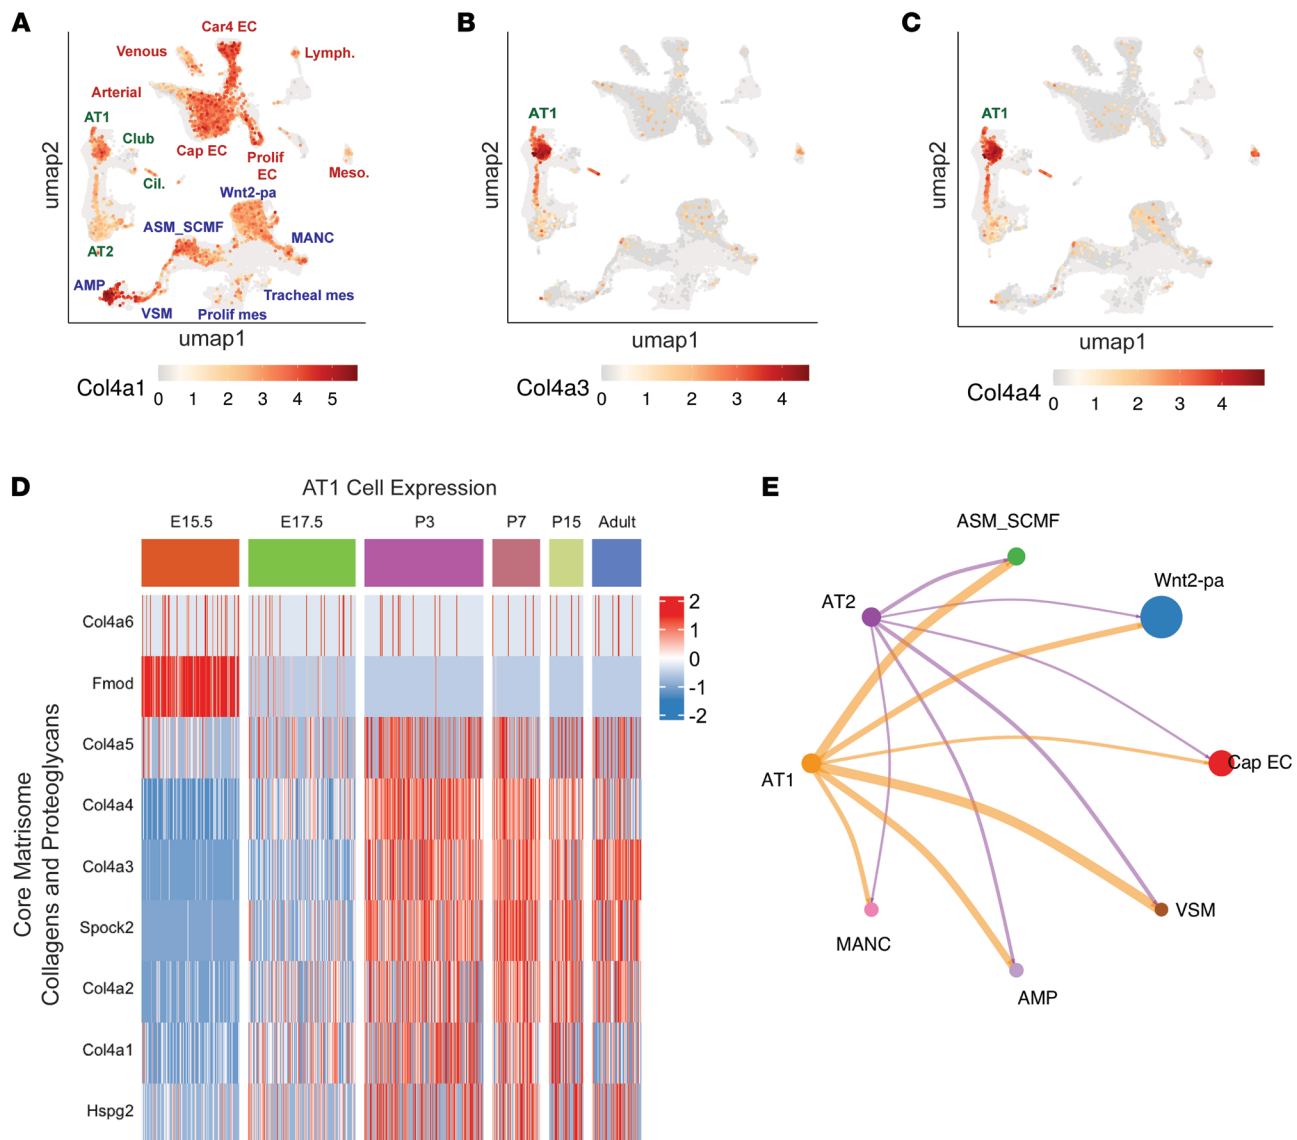 A
Car4 EC
Venous
Lymph.
Arterial
AT1
Club
Cap EC
Prolif
EC
Meso.
Cil.
Wnt2-pa
ASM_SCMF
MANC
AT2
AMP
Tracheal mes
VSM
Prolif mes
umap2
umap1
Col4a1
0 1 2 3 4 5
B
AT1
umap2
umap1
Col4a3
0 1 2 3 4
C
AT1
umap2
umap1
Col4a4
0 1 2 3 4
D
AT1 Cell Expression
E15.5 E17.5 P3 P7 P15 Adult
Core Matrisome
Collagens and Proteoglycans
Col4a6
Fmod
Col4a5
Col4a4
Col4a3
Spock2
Col4a2
Col4a1
Hspg2
2
1
0
-1
-2
E
ASM_SCMF
Wnt2-pa
AT2
Cap EC
AT1
VSM
MANC
AMP